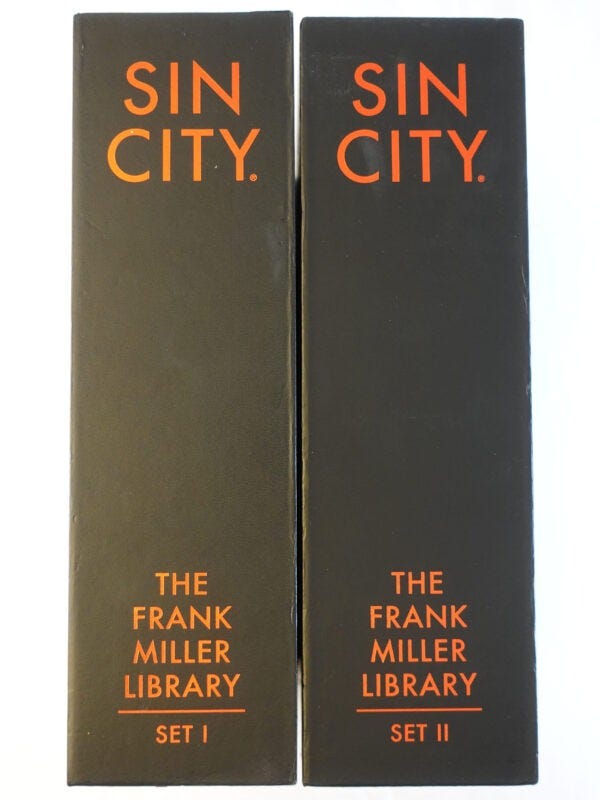 SIN
CITY®
THE
FRANK
MILLER
LIBRARY
SET I
SIN
CITY®
THE
FRANK
MILLER
LIBRARY
SET II